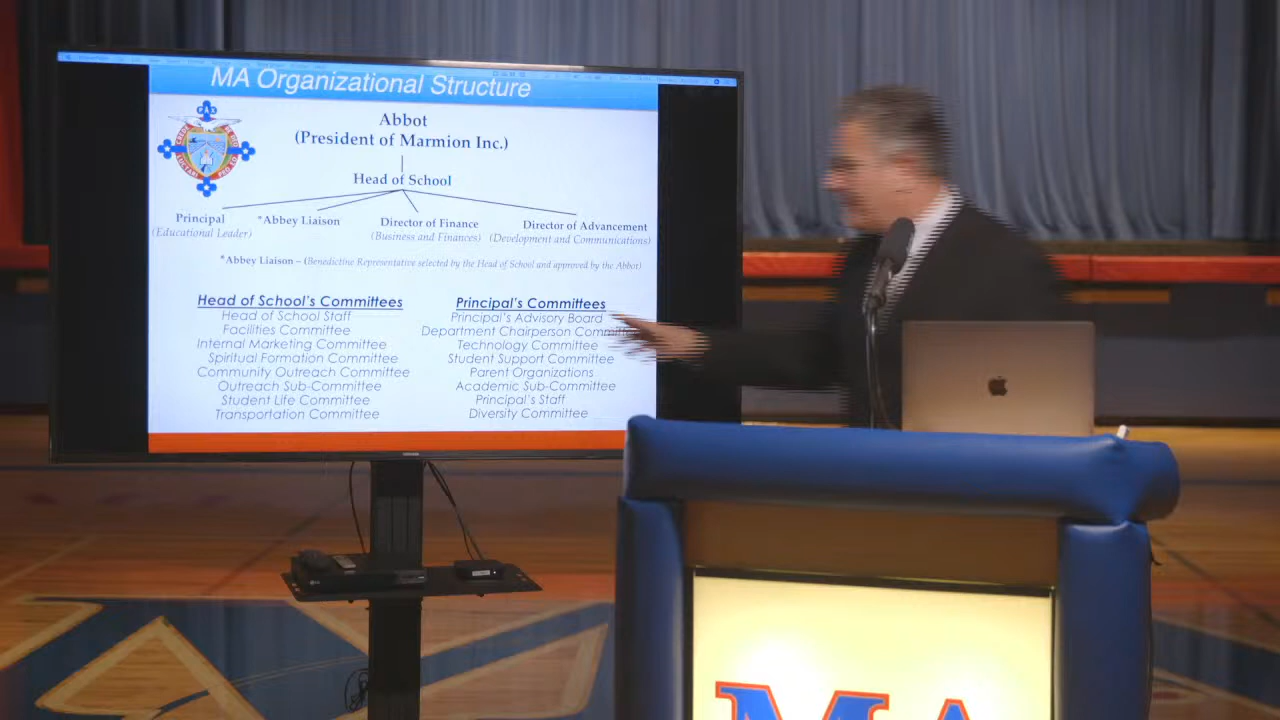 MA Organizational Structure
PAX
Abbot
(President of Marmion Inc.)
Head of School
Principal
(Educational Leader)
*Abbey Liaison
Director of Finance
(Business and Finances)
Director of Advancement
(Development and Communications)
*Abbey Liaison – (Benedictine Representative selected by the Head of School and approved by the Abbot)
Head of School's Committees
Head of School Staff
Facilities Committee
Internal Marketing Committee
Spiritual Formation Committee
Community Outreach Committee
Outreach Sub-Committee
Student Life Committee
Transportation Committee
Principal's Committees
Principal's Advisory Board
Department Chairperson
Technology Committee
Student Support Committee
Parent Organizations
Academic Sub-Committee
Principal's Staff
Diversity Committee
MA